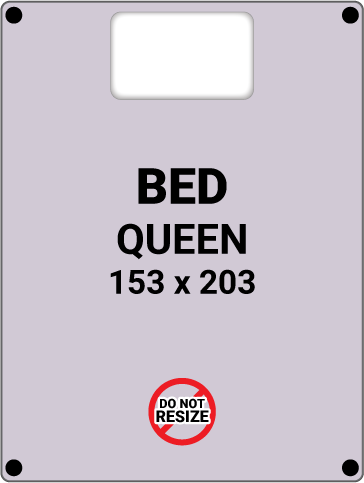 BED
QUEEN
153 x 203
DO NOT
RESIZE